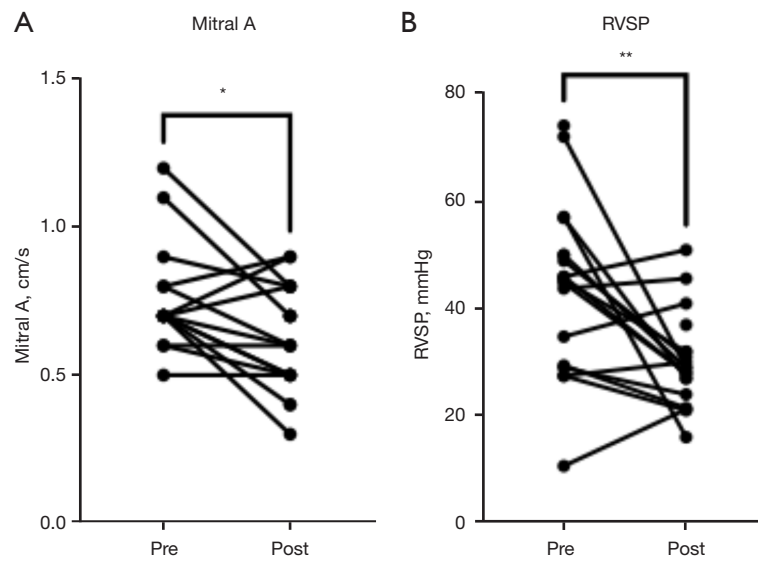 A
Mitral A
B
RVSP
Mitral A, cm/s
1.5
1.0
0.5
0.0
*
Pre
Post
RVSP, mmHg
80
60
40
20
0
**
Pre
Post